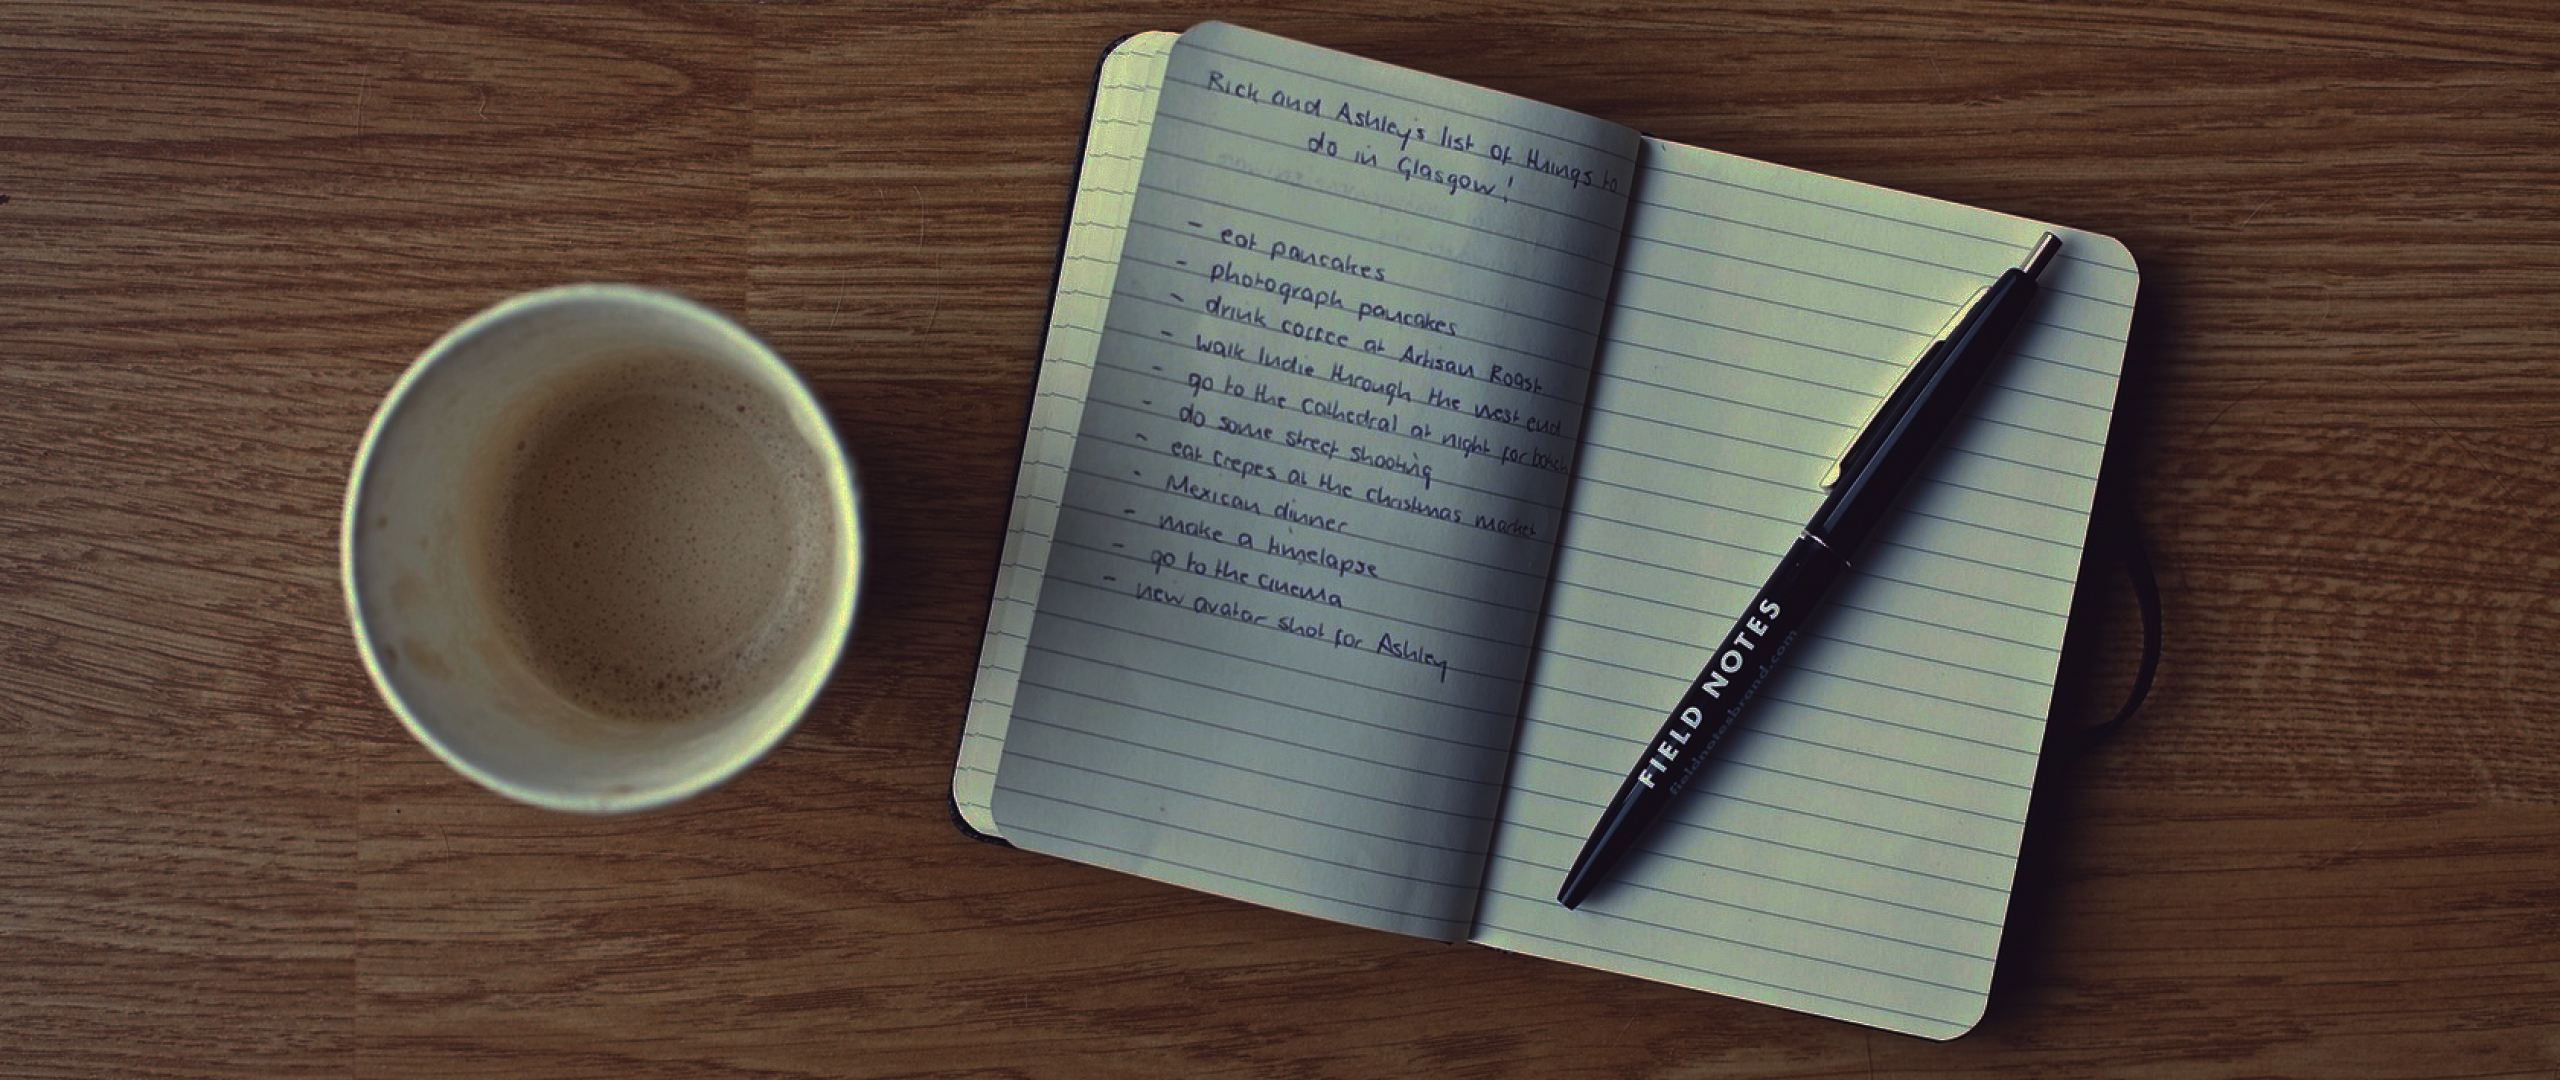 Rick and Ashley's list of things to
do in Glasgow!
- eat pancakes
- photograph pancakes
- drink coffee at Artisan Roast
- walk Indie through the west end
- go to the cathedral at night for
- do some street shooting
- eat crepes at the christmas market
- Mexican dinner
- make a timelapse
- go to the cinema
- new avatar shot for Ashley
FIELD NOTES
fieldnotesbrand.com